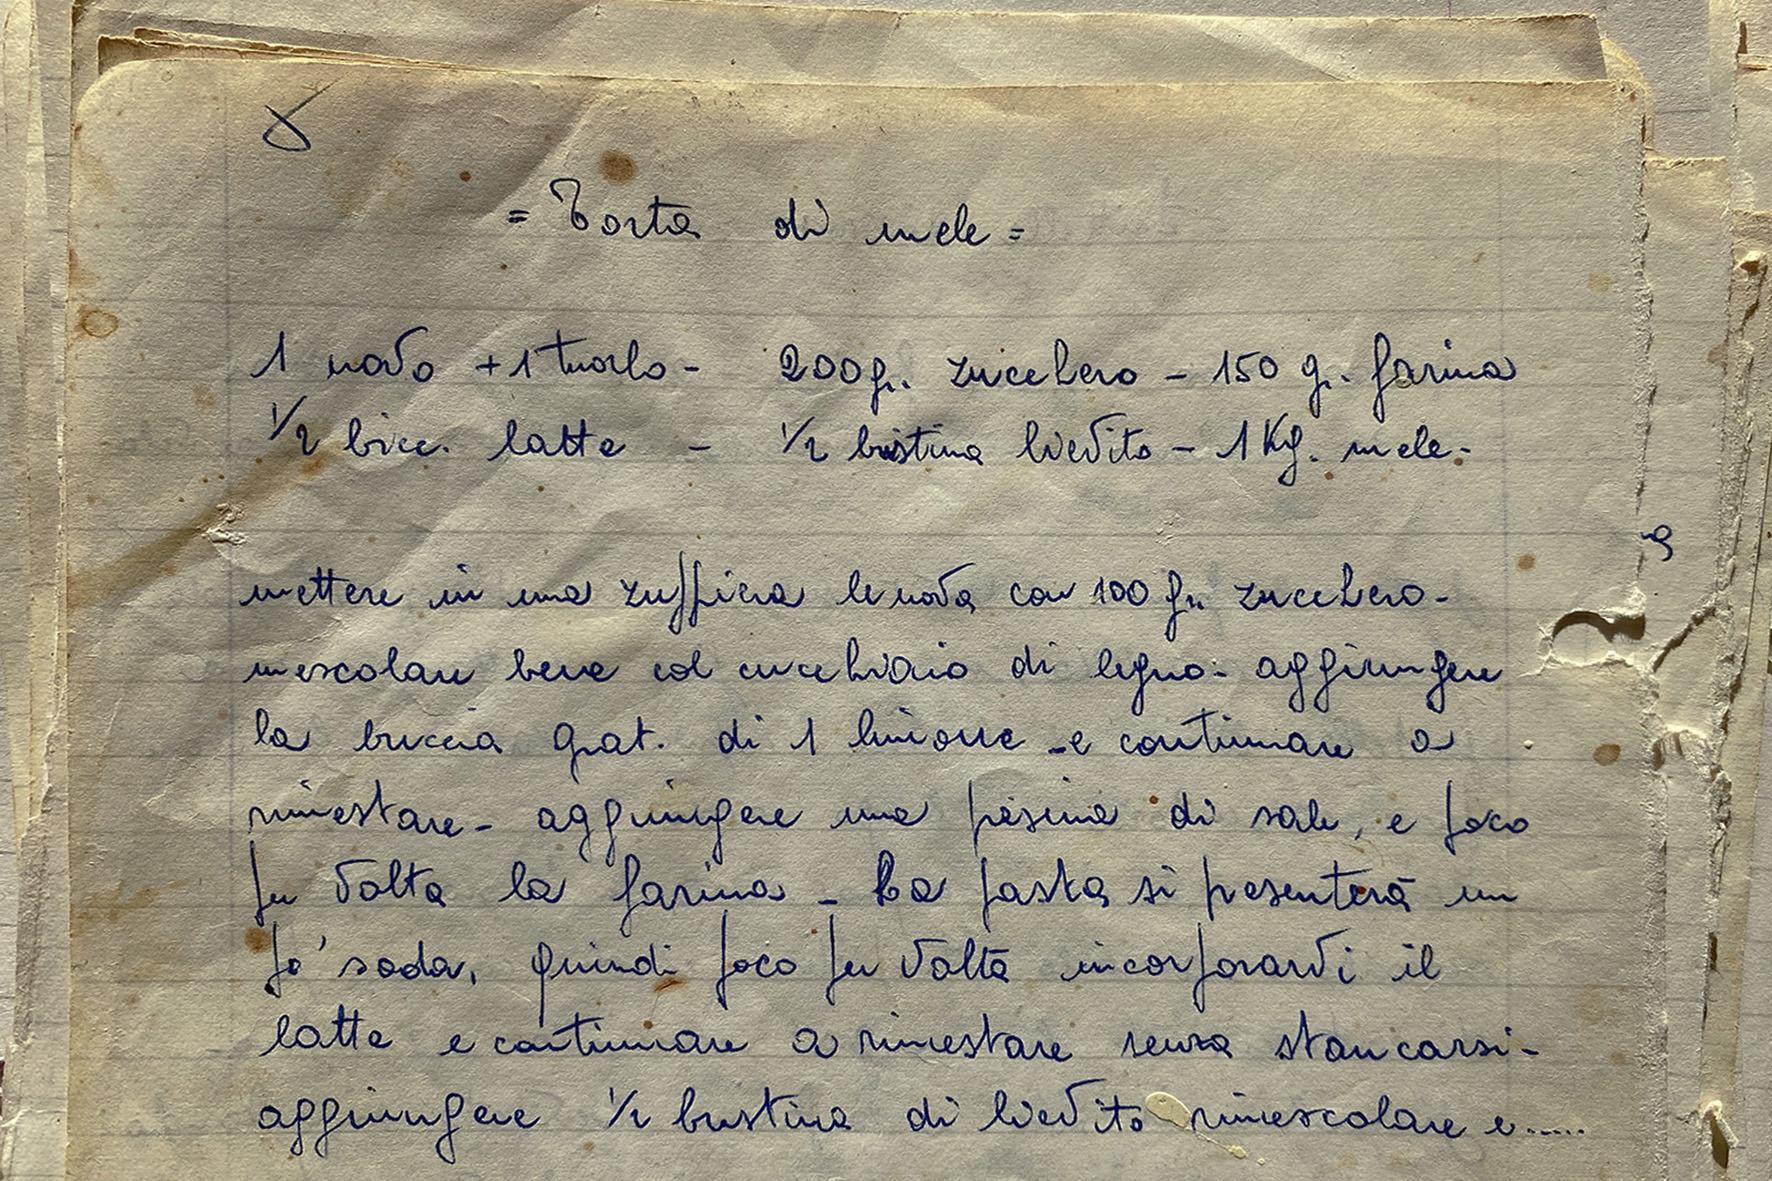 = Torta di mele =
1 uovo + 1 tuorlo - 200 gr. zucchero - 150 gr. farina
1/2 bicc. latte - 1/2 bustina lievito - 1 Kg. mele -
mettere in una zuppiera le uova con 100 gr. zucchero -
mescolare bene col cucchiaio di legno - aggiungere
la buccia grat. di 1 limone - e continuare a
rimestare - aggiungere una presina di sale, e poco
per volta la farina - La pasta si presenterà un
po' soda, quindi poco per volta incorporarvi il
latte e continuare a rimestare senza stancarsi -
aggiungere 1/2 bustina di lievito rimescolare e.....